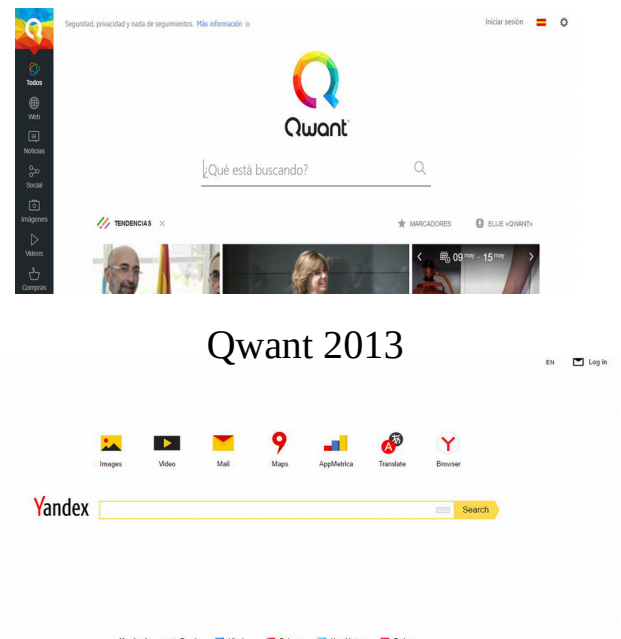 Seguridad, privacidad y nada de seguimientos. Más información »
Iniciar sesión
Todos
Web
Noticias
Social
Imágenes
Vídeos
Compras
Qwant
¿Qué está buscando?
TENDENCIAS ×
MARCADORES
ELIJE «QWANT»
09 may - 15 may
Qwant 2013
EN Log in
Images Video Mail Maps AppMetrica Translate Browser
Yandex
Search